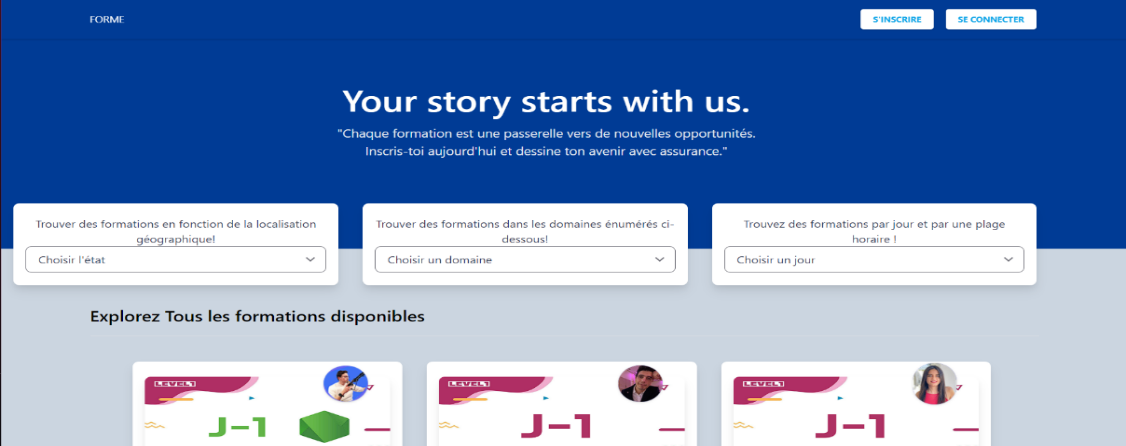 FORME
S'INSCRIRE
SE CONNECTER
Your story starts with us.
"Chaque formation est une passerelle vers de nouvelles opportunités.
Inscris-toi aujourd'hui et dessine ton avenir avec assurance."
Trouver des formations en fonction de la localisation
géographique!
Choisir l'état
Trouver des formations dans les domaines énumérés ci-
dessous!
Choisir un domaine
Trouvez des formations par jour et par une plage
horaire !
Choisir un jour
Explorez Tous les formations disponibles
LEVEL1
J-1
LEVEL1
J-1
LEVEL1
J-1